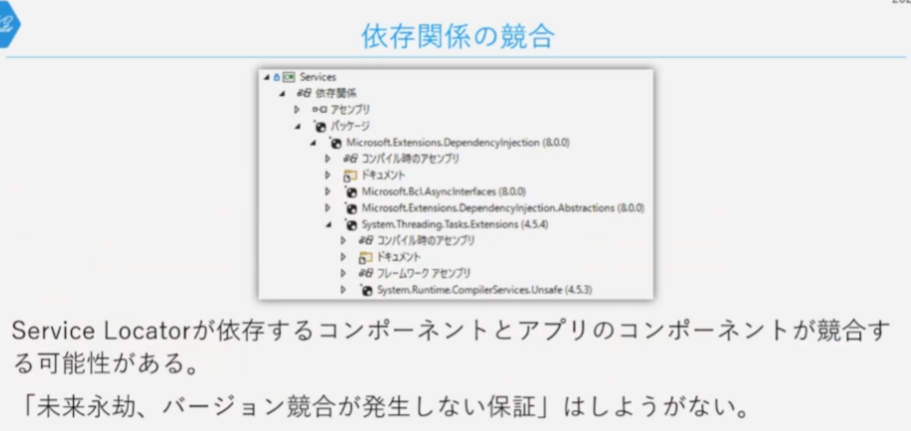 依存関係の競合
Services
依存関係
アセンブリ
パッケージ
Microsoft.Extensions.DependencyInjection (8.0.0)
コンパイル時のアセンブリ
ドキュメント
Microsoft.Bcl.AsyncInterfaces (8.0.0)
Microsoft.Extensions.DependencyInjection.Abstractions (8.0.0)
System.Threading.Tasks.Extensions (4.5.4)
コンパイル時のアセンブリ
ドキュメント
フレームワーク アセンブリ
System.Runtime.CompilerServices.Unsafe (4.5.3)
Service Locatorが依存するコンポーネントとアプリのコンポーネントが競合す
る可能性がある。
「未来永劫、バージョン競合が発生しない保証」はしようがない。